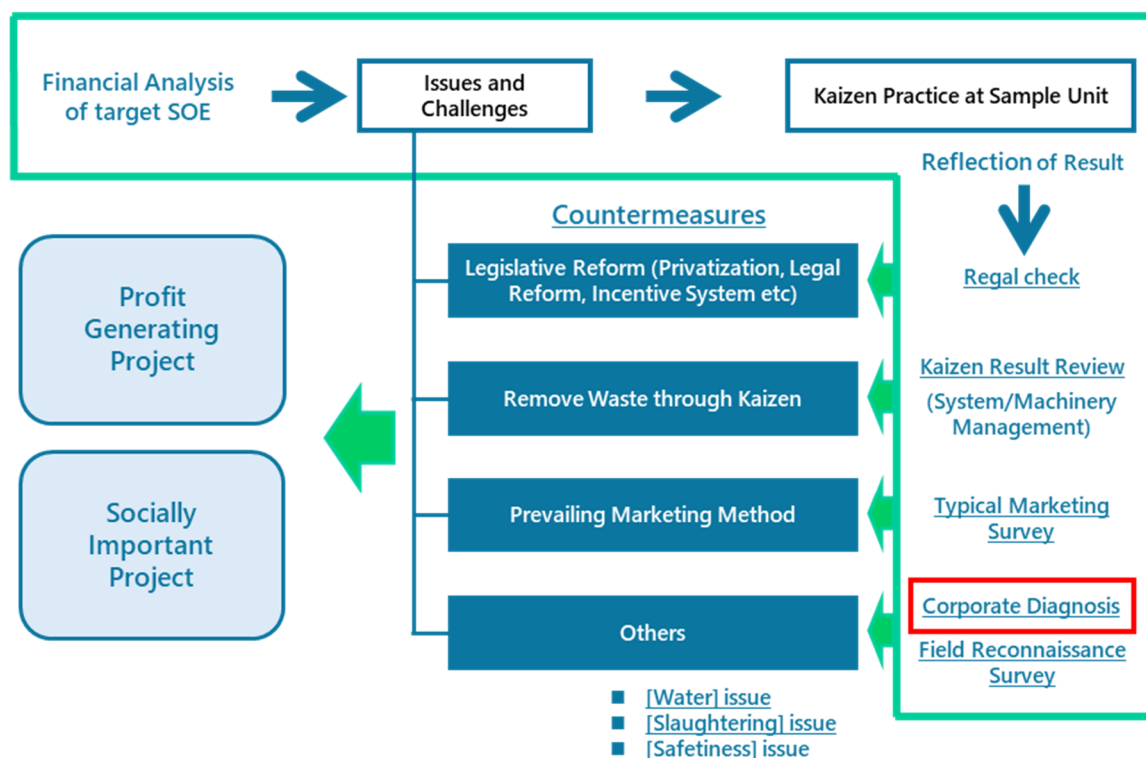 Financial Analysis
of target SOE
Issues and
Challenges
Kaizen Practice at Sample Unit
Reflection of Result
Countermeasures
Legislative Reform (Privatization, Legal
Reform, Incentive System etc)
Regal check
Profit
Generating
Project
Remove Waste through Kaizen
Kaizen Result Review
(System/Machinery
Management)
Socially
Important
Project
Prevailing Marketing Method
Typical Marketing
Survey
Others
Corporate Diagnosis
Field Reconnaissance
Survey
[Water] issue
[Slaughtering] issue
[Safetiness] issue